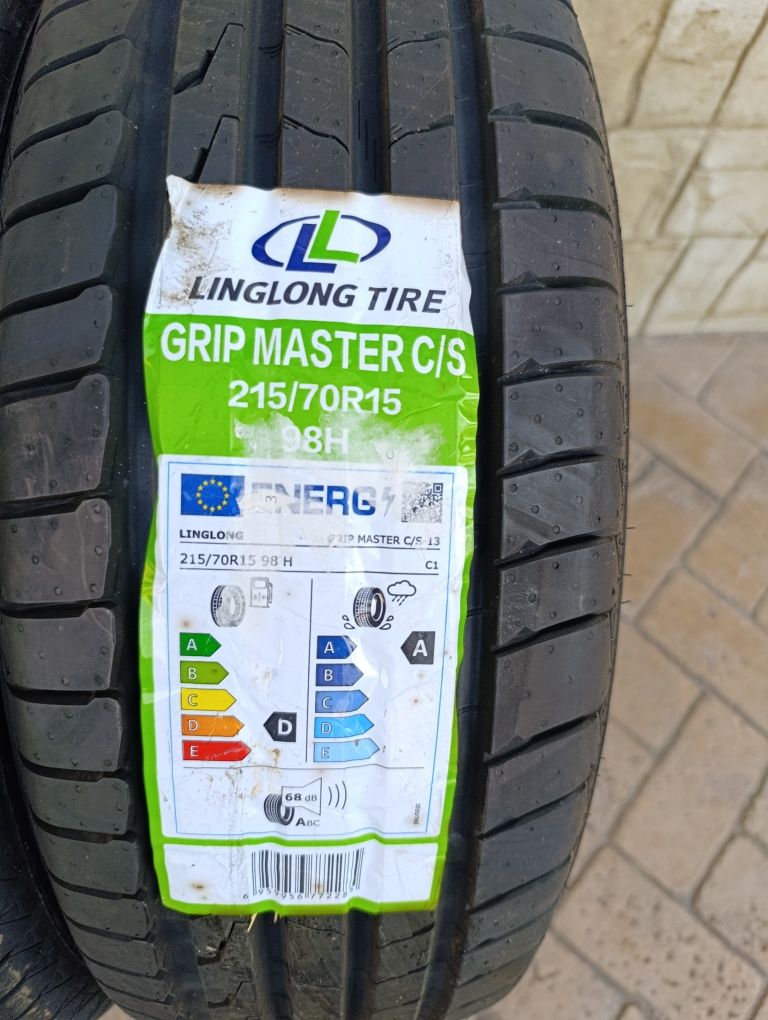 LINGLONG TIRE
GRIP MASTER C/S
215/70R15
98H
ENERG
LINGLONG GRIP MASTER C/S 13
215/70R15 98 H C1
A A A
B B
C C
D D D
E E
68 dB
ABC